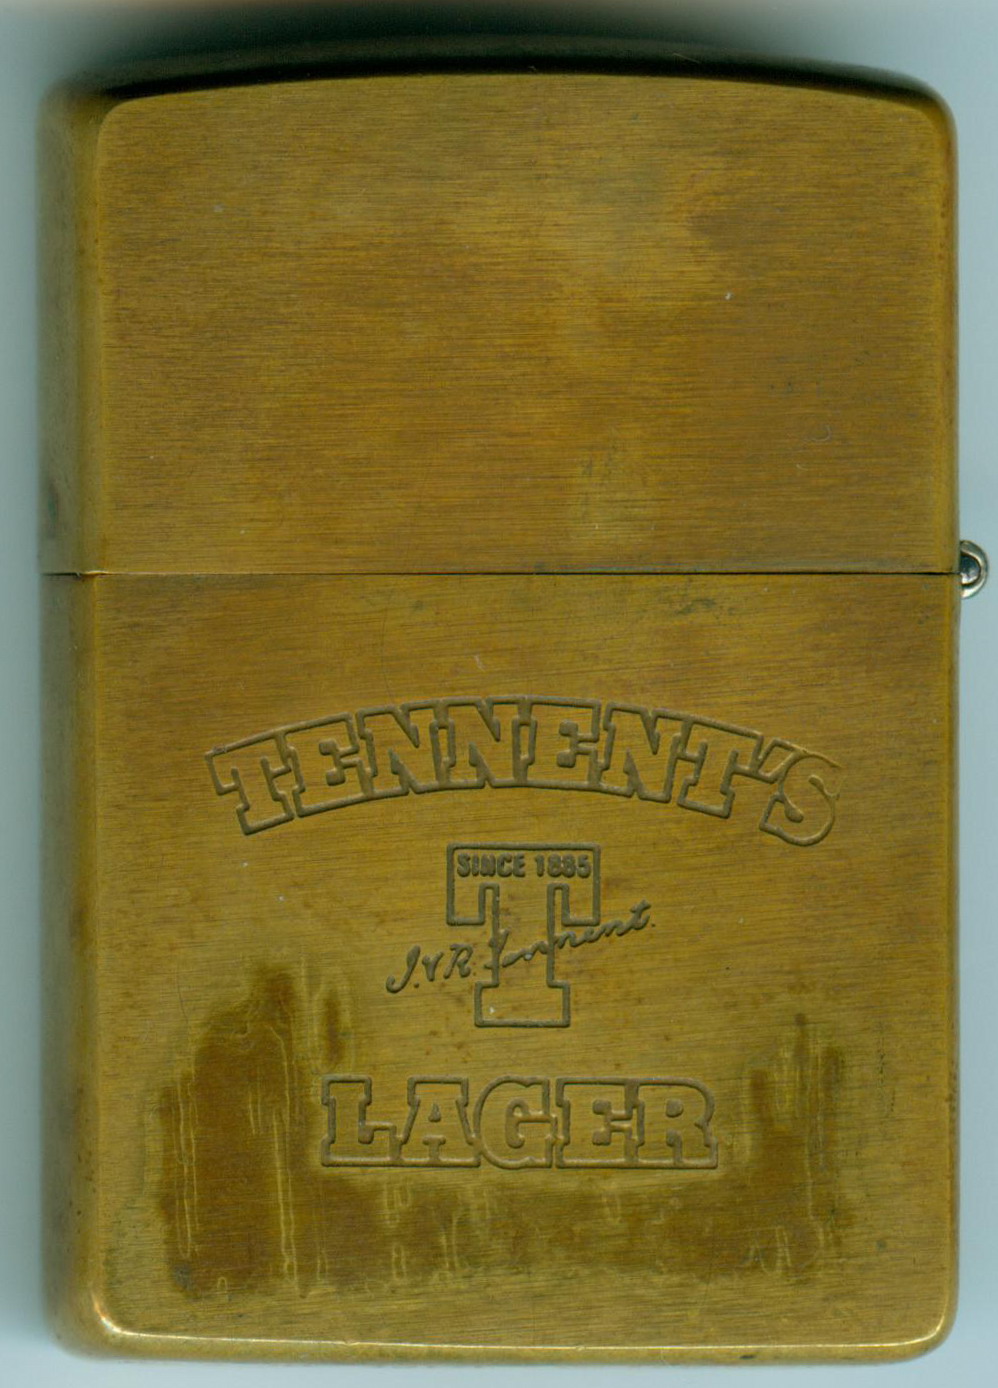 TENNENT'S
SINCE 1885
T
J. & R. Tennent.
LAGER